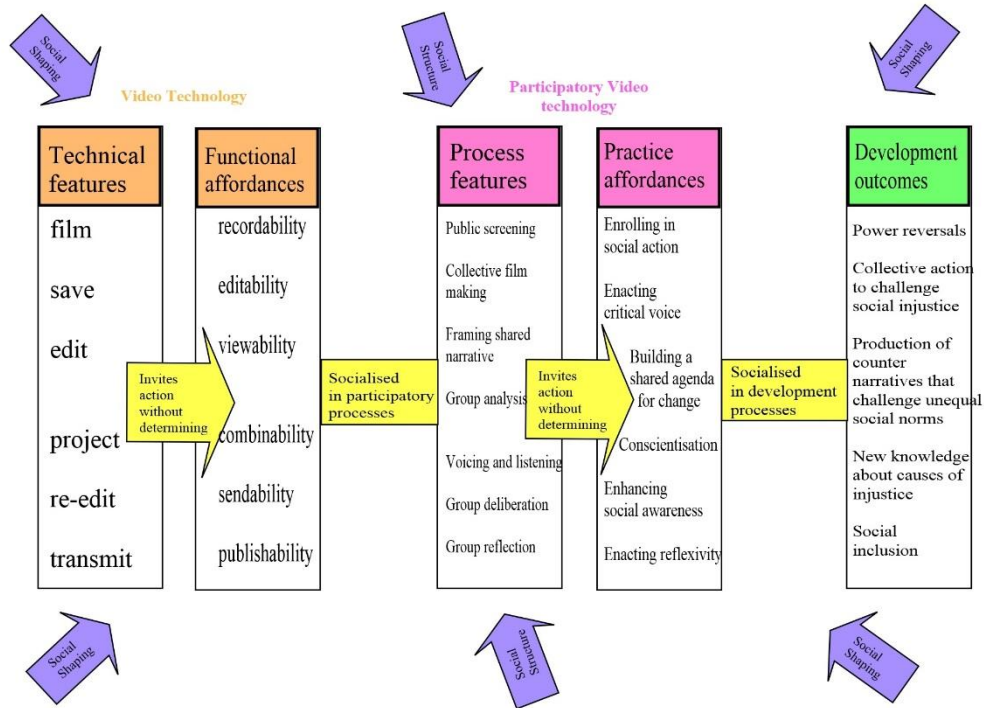 Social
Shaping
Social
Structure
Social
Shaping
Video Technology
Participatory Video
technology
Technical
features
film
save
edit
project
re-edit
transmit
Invites
action
without
determining
Functional
affordances
recordability
editability
viewability
combinability
sendability
publishability
Socialised
in participatory
processes
Process
features
Public screening
Collective film
making
Framing shared
narrative
Group analysis
Voicing and listening
Group deliberation
Group reflection
Invites
action
without
determining
Practice
affordances
Enrolling in
social action
Enacting
critical voice
Building a
shared agenda
for change
Conscientisation
Enhancing
social awareness
Enacting reflexivity
Socialised
in development
processes
Development
outcomes
Power reversals
Collective action
to challenge
social injustice
Production of
counter
narratives that
challenge unequal
social norms
New knowledge
about causes of
injustice
Social
inclusion
Social
Shaping
Social
Structure
Social
Shaping